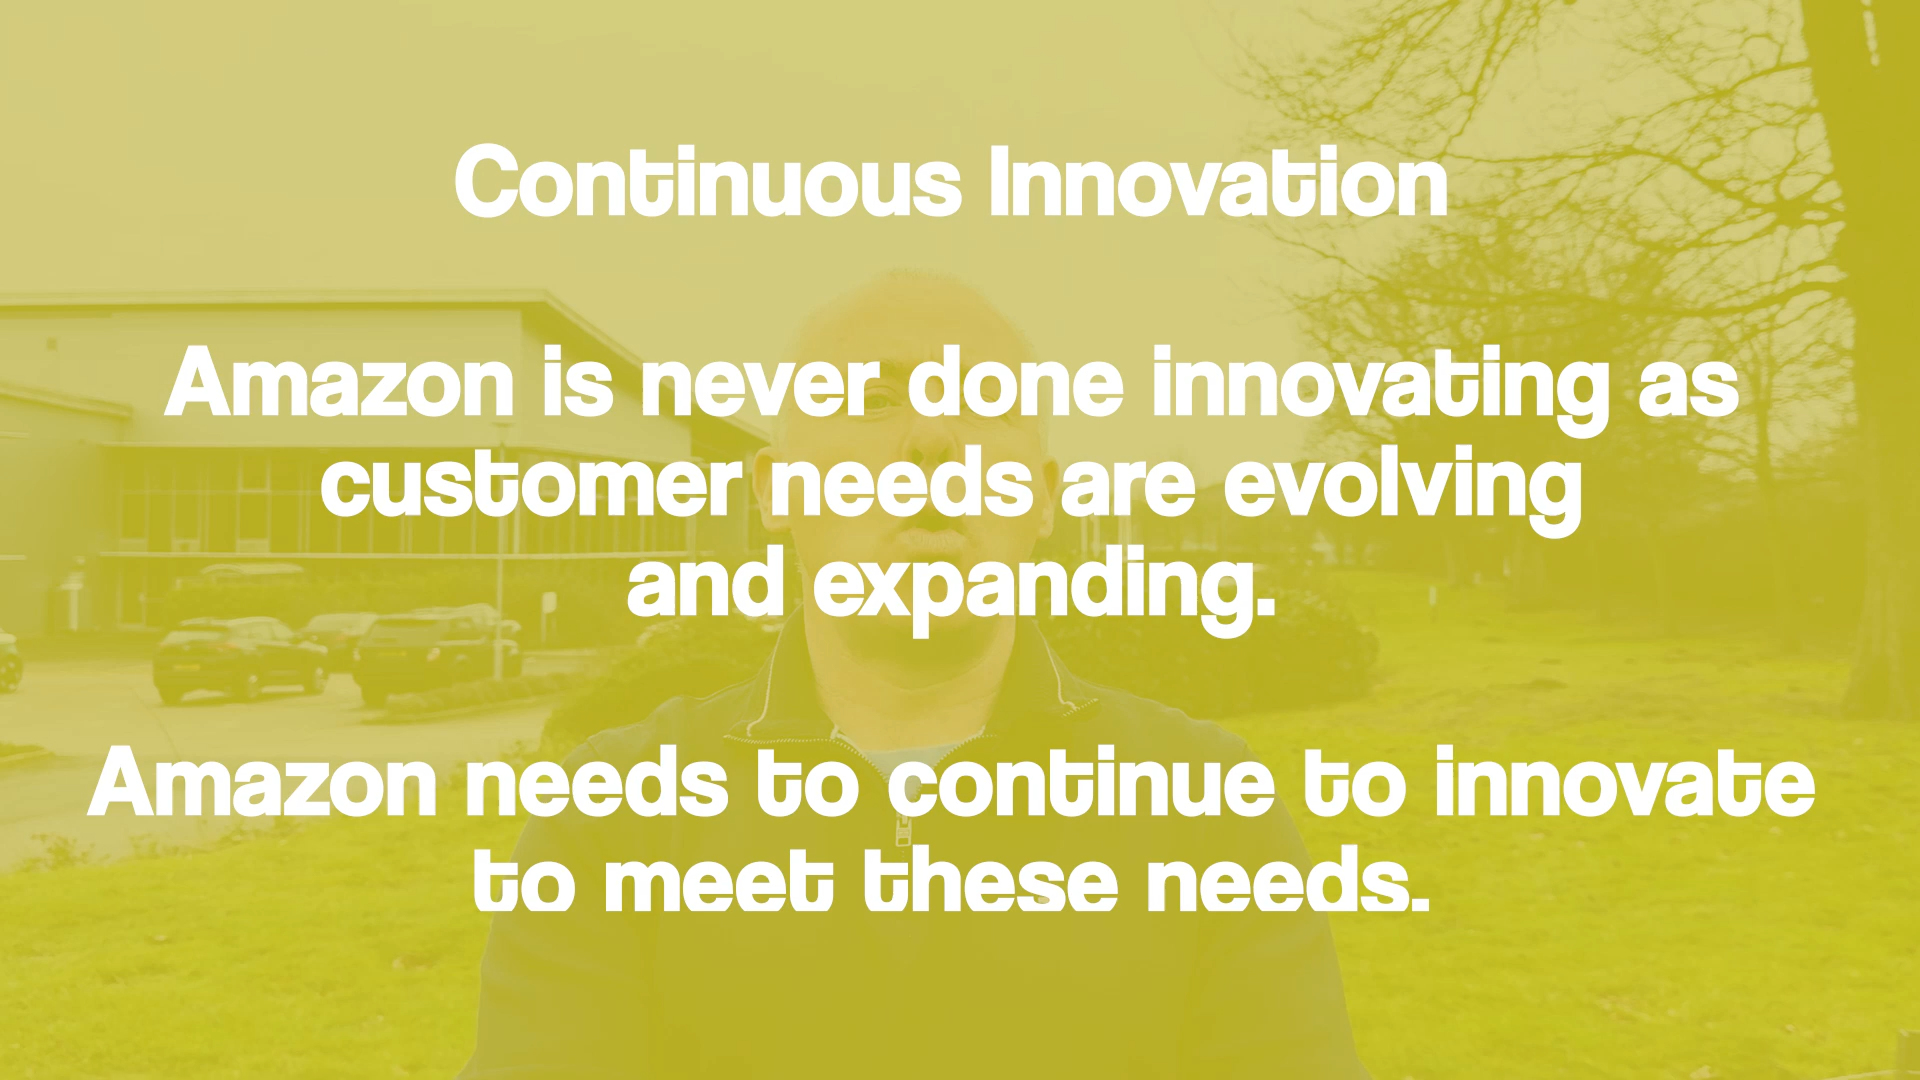 Continuous Innovation
Amazon is never done innovating as
customer needs are evolving
and expanding.
Amazon needs to continue to innovate
to meet these needs.